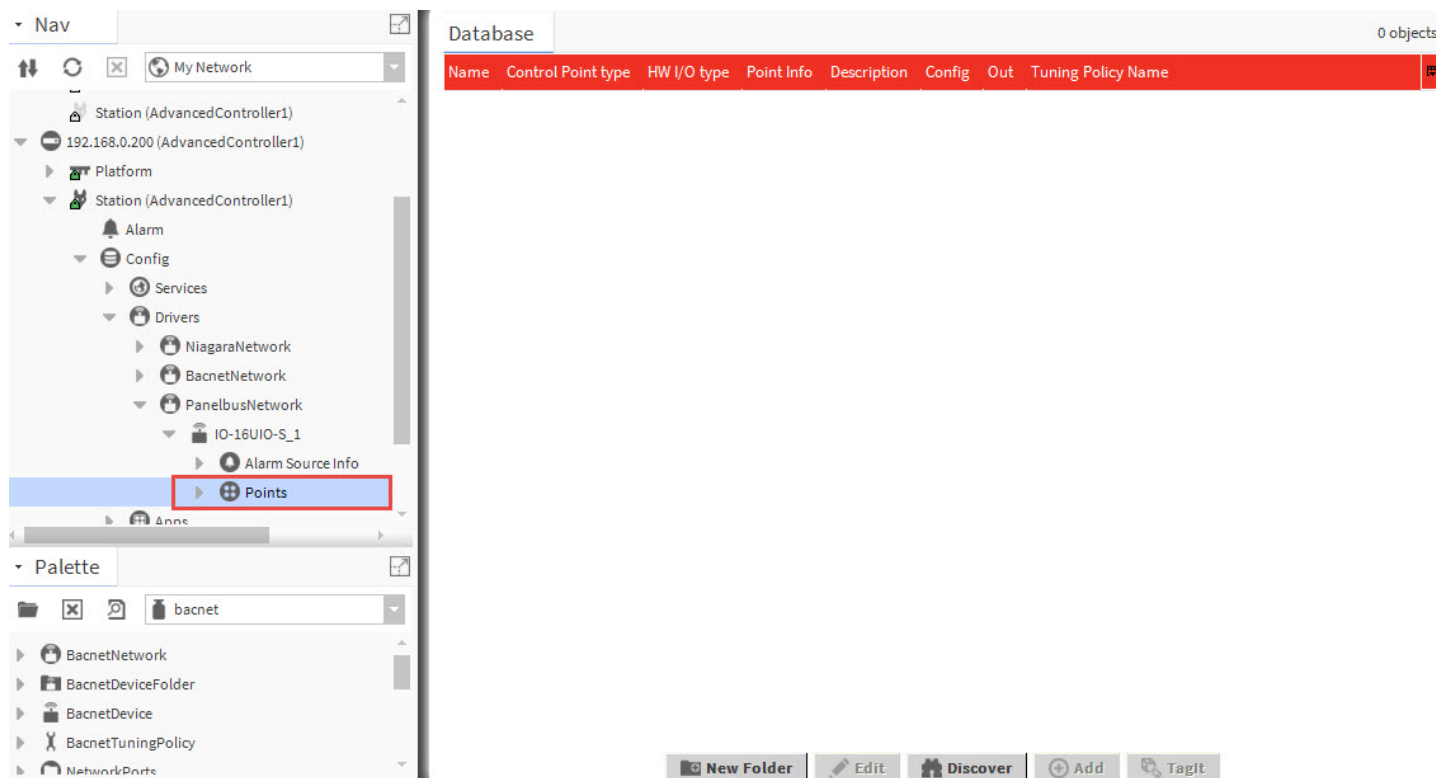 Nav
My Network
Station (AdvancedController1)
192.168.0.200 (AdvancedController1)
Platform
Station (AdvancedController1)
Alarm
Config
Services
Drivers
NiagaraNetwork
BacnetNetwork
PanelbusNetwork
IO-16UIO-S_1
Alarm Source Info
Points
Apps
Palette
bacnet
BacnetNetwork
BacnetDeviceFolder
BacnetDevice
BacnetTuningPolicy
NetworkPorts
Database
0 objects
Name Control Point type HW I/O type Point Info Description Config Out Tuning Policy Name
New Folder Edit Discover Add TagIt